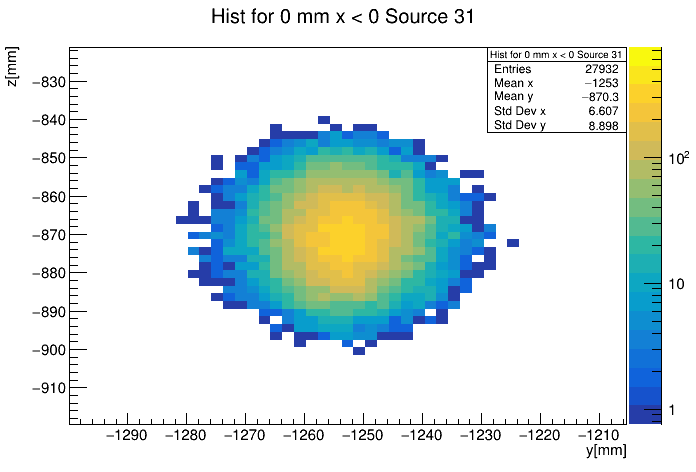 Hist for 0 mm x < 0 Source 31
z[mm]
Hist for 0 mm x < 0 Source 31
Entries 27932
Mean x −1253
Mean y −870.3
Std Dev x 6.607
Std Dev y 8.898
−830
−840
−850
−860
−870
−880
−890
−900
−910
10²
10
1
−1290 −1280 −1270 −1260 −1250 −1240 −1230 −1220 −1210
y[mm]